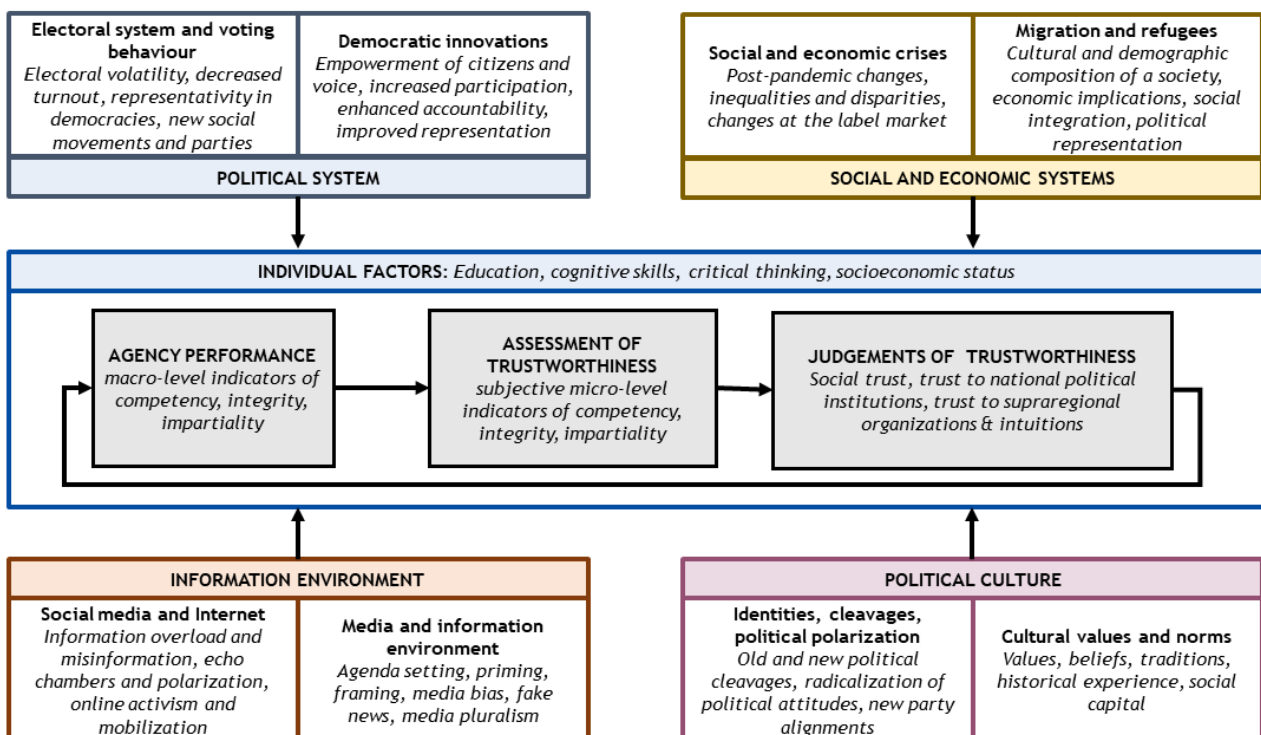 Electoral system and voting
behaviour
Electoral volatility, decreased
turnout, representativity in
democracies, new social
movements and parties
Democratic innovations
Empowerment of citizens and
voice, increased participation,
enhanced accountability,
improved representation
POLITICAL SYSTEM
Social and economic crises
Post-pandemic changes,
inequalities and disparities,
changes at the label market
Migration and refugees
Cultural and demographic
composition of a society,
economic implications, social
integration, political
representation
SOCIAL AND ECONOMIC SYSTEMS
INDIVIDUAL FACTORS: Education, cognitive skills, critical thinking, socioeconomic status
AGENCY PERFORMANCE
macro-level indicators of
competency, integrity,
impartiality
ASSESSMENT OF
TRUSTWORTHINESS
subjective micro-level
indicators of competency,
integrity, impartiality
JUDGEMENTS OF TRUSTWORTHINESS
Social trust, trust to national political
institutions, trust to supraregional
organizations & intuitions
INFORMATION ENVIRONMENT
Social media and Internet
Information overload and
misinformation, echo
chambers and polarization,
online activism and
mobilization
Media and information
environment
Agenda setting, priming,
framing, media bias, fake
news, media pluralism
POLITICAL CULTURE
Identities, cleavages,
political polarization
Old and new political
cleavages, radicalization of
political attitudes, new party
alignments
Cultural values and norms
Values, beliefs, traditions,
historical experience, social
capital